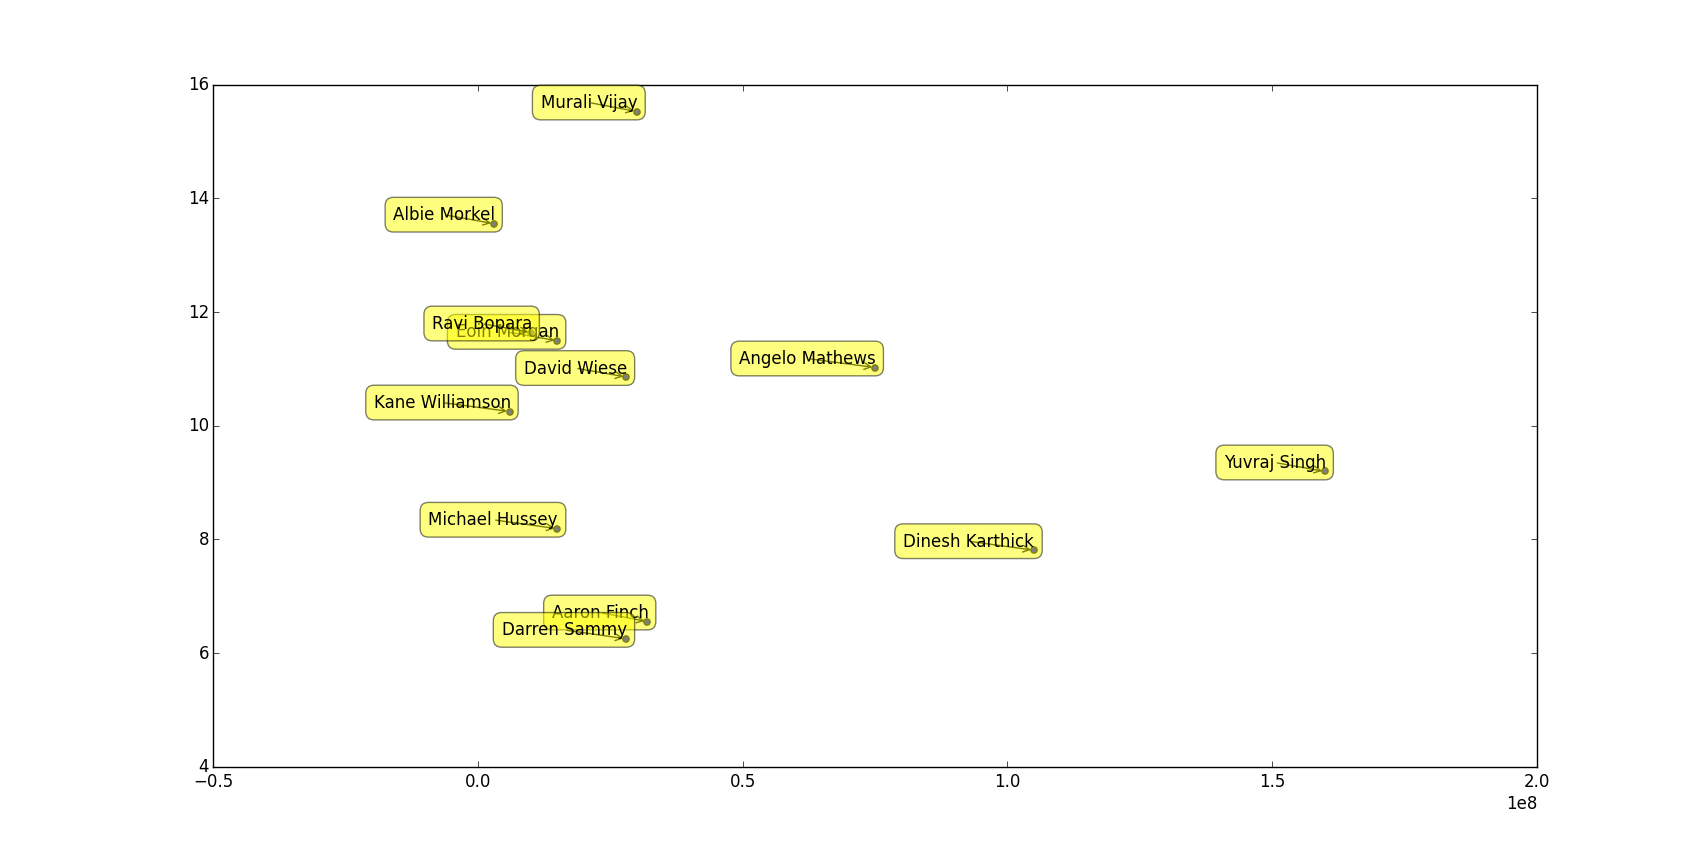 16
Murali Vijay
14
Albie Morkel
12
Ravi Bopara
Eoin Morgan
Angelo Mathews
David Wiese
Kane Williamson
10
Yuvraj Singh
Michael Hussey
8
Dinesh Karthick
Aaron Finch
Darren Sammy
6
4
−0.5 0.0 0.5 1.0 1.5 2.0
1e8